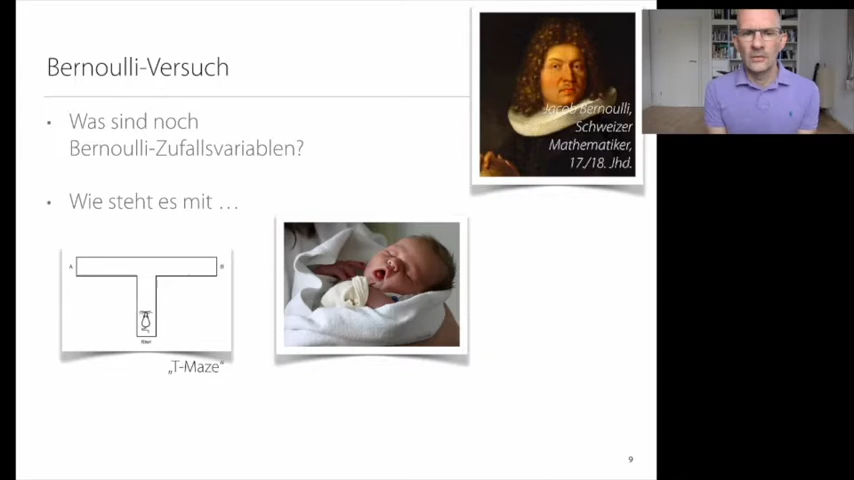 Bernoulli-Versuch
• Was sind noch
Bernoulli-Zufallsvariablen?
• Wie steht es mit …
Jacob Bernoulli,
Schweizer
Mathematiker,
17./18. Jhd.
A
B
„T-Maze“
9